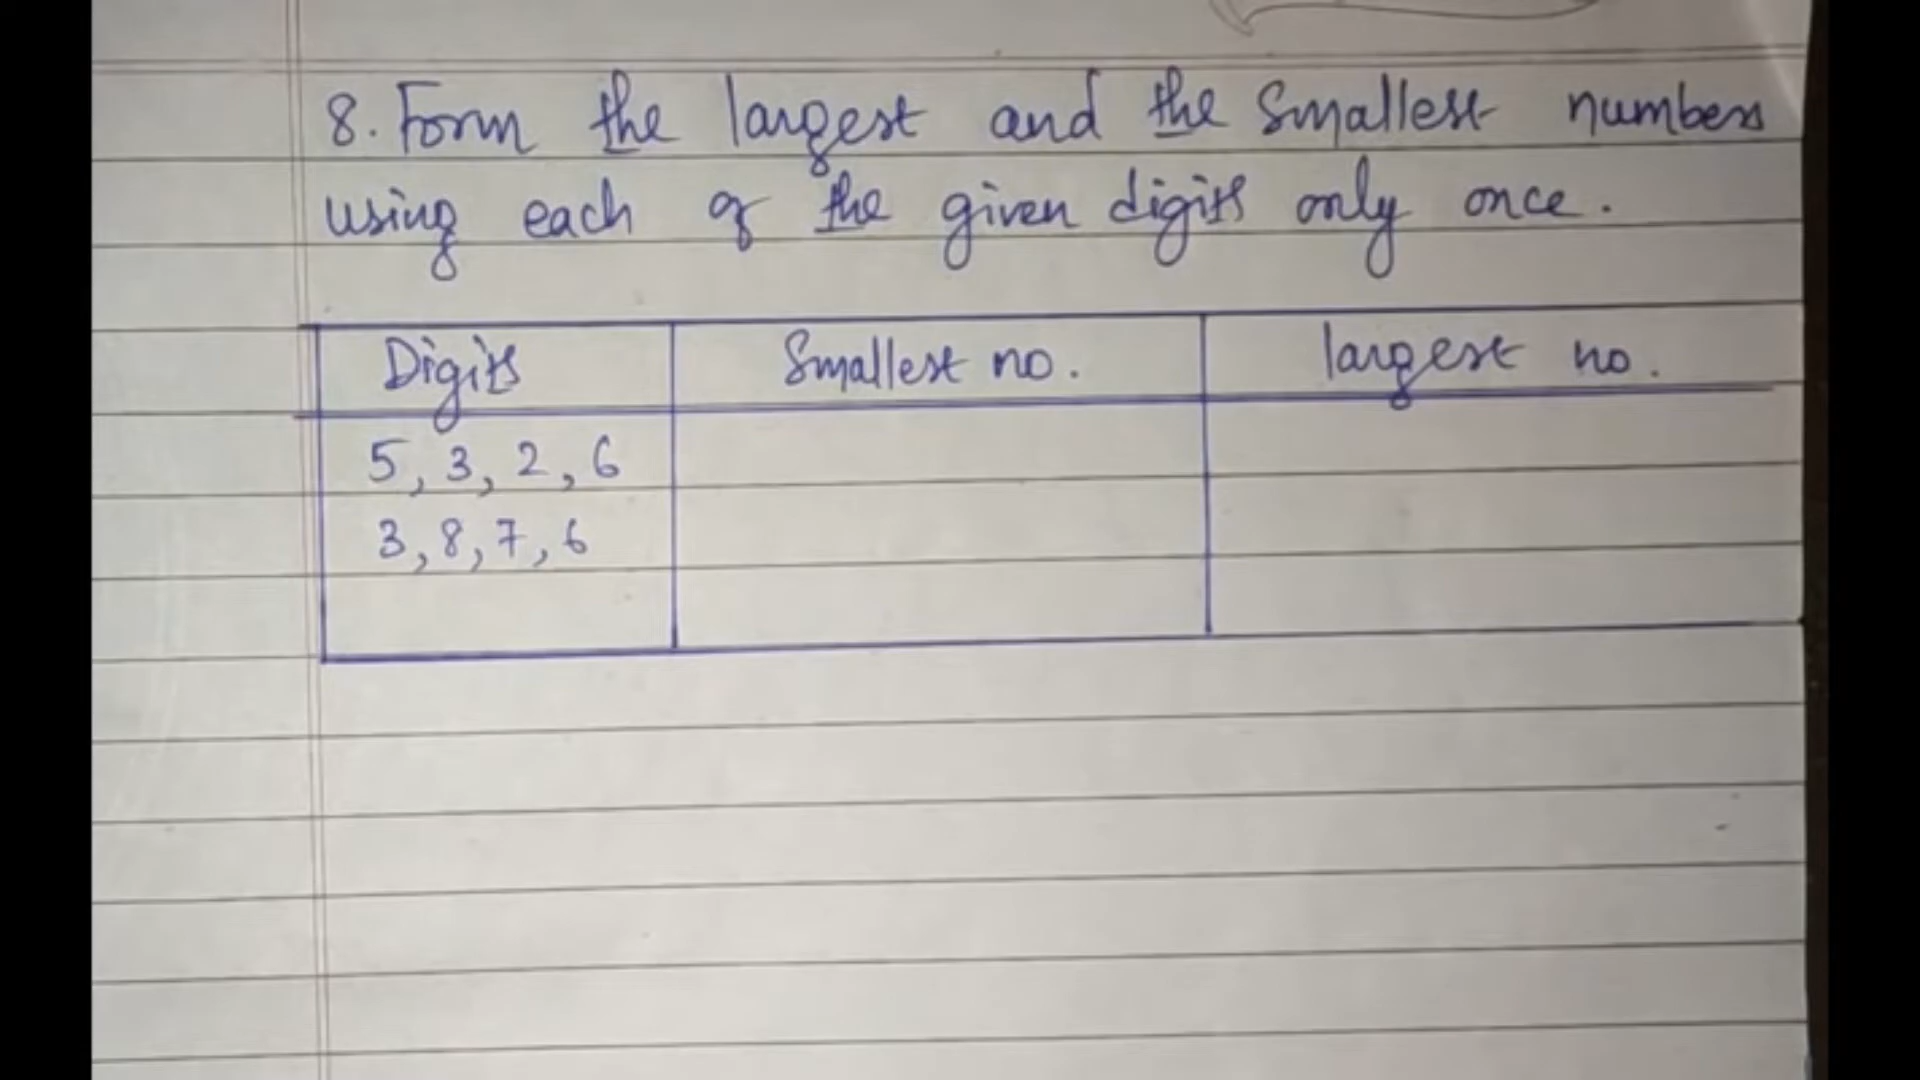 8. Form the largest and the smallest numbers
using each of the given digits only once.
Digits Smallest no. largest no.
5, 3, 2, 6
3, 8, 7, 6